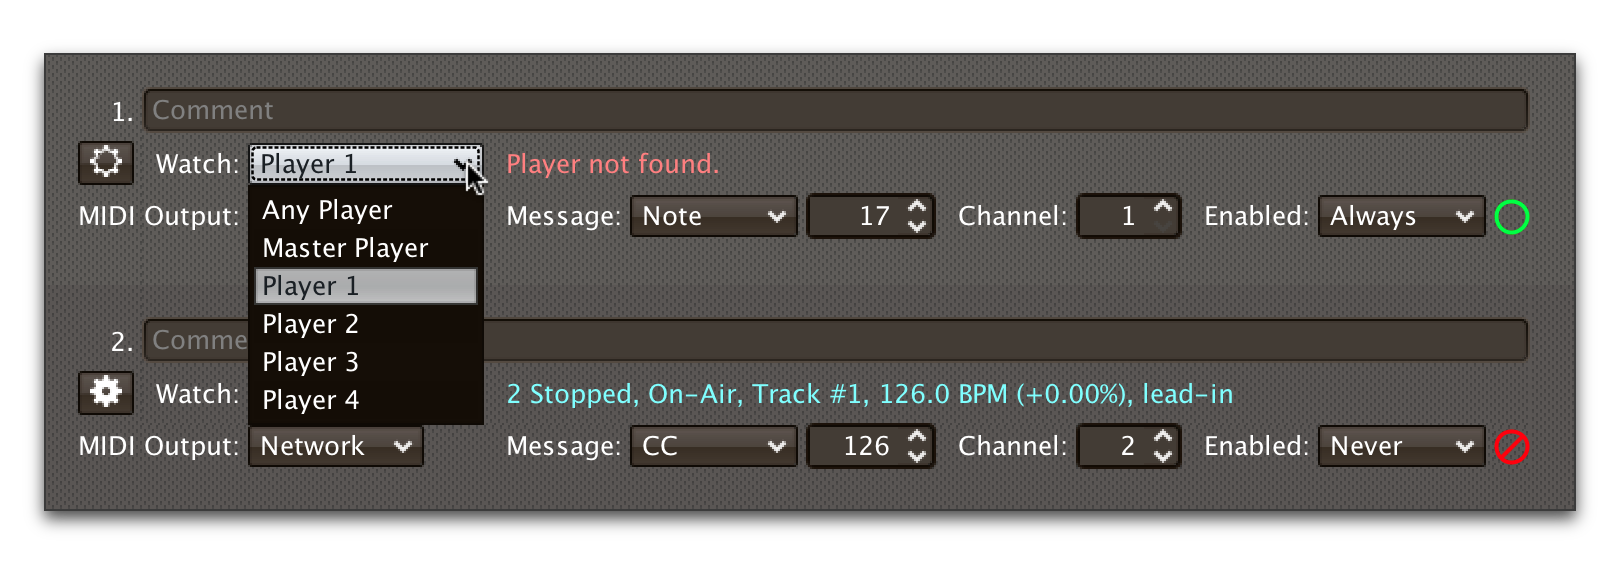 1. Comment
Watch: Player 1 Player not found.
MIDI Output: Message: Note 17 Channel: 1 Enabled: Always
Any Player
Master Player
Player 1
Player 2
Player 3
Player 4
2. Comme
Watch: 2 Stopped, On-Air, Track #1, 126.0 BPM (+0.00%), lead-in
MIDI Output: Network Message: CC 126 Channel: 2 Enabled: Never